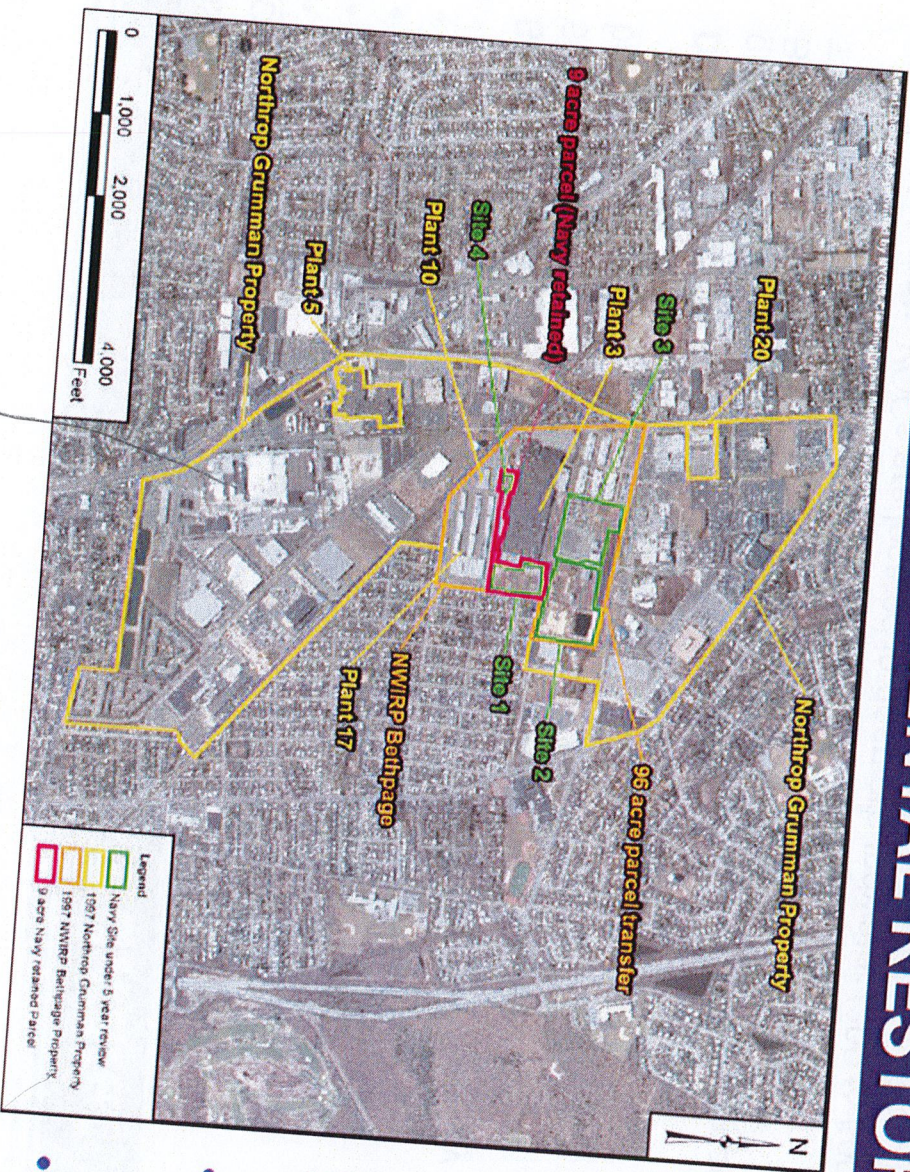 Plant 20
Northrop Grumman Property
Site 3
96 acre parcel transfer
Plant 3
9 acre parcel (Navy retained)
Site 2
Site 4
Site 1
Plant 10
NWIRP Bethpage
Plant 17
Plant 5
Northrop Grumman Property
N
0 1,000 2,000 4,000
Feet
Legend
Navy Site under 5 year review
1997 Northrop Grumman Property
1997 NWIRP Bethpage Property
9 acre Navy retained Parcel